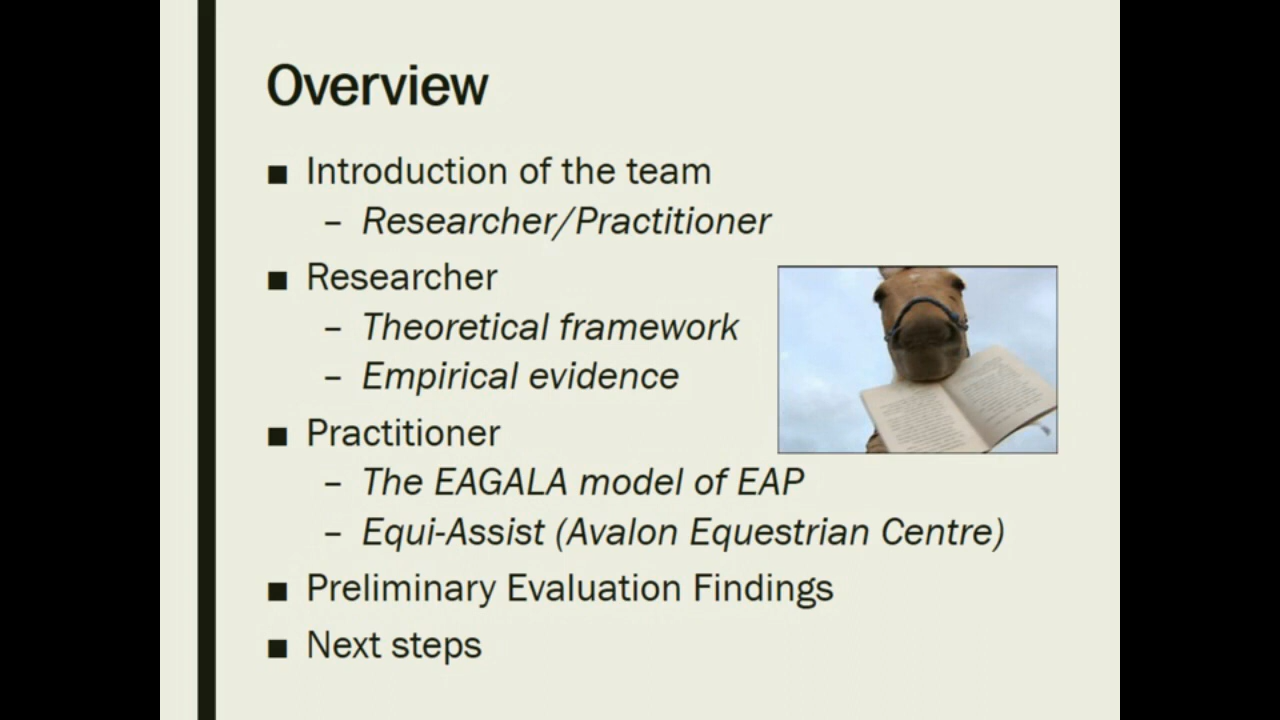 Overview
■ Introduction of the team
– Researcher/Practitioner
■ Researcher
– Theoretical framework
– Empirical evidence
■ Practitioner
– The EAGALA model of EAP
– Equi-Assist (Avalon Equestrian Centre)
■ Preliminary Evaluation Findings
■ Next steps